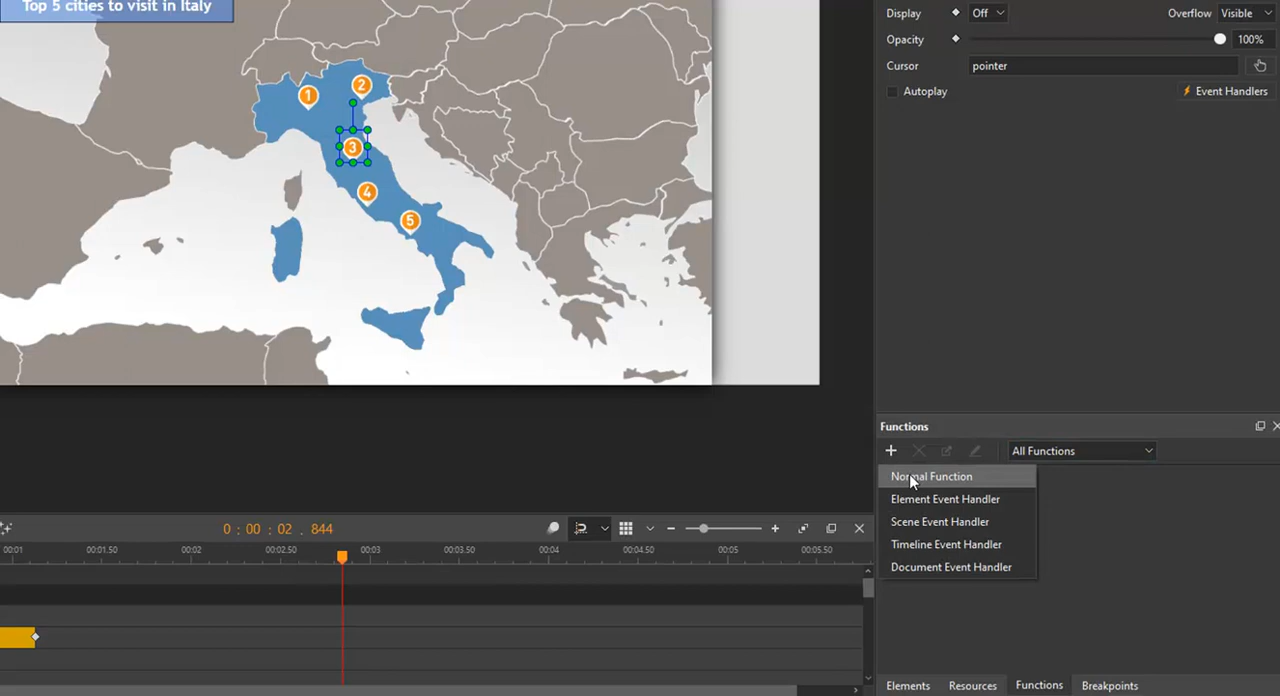 Top 5 cities to visit in Italy
1
2
3
4
5
Display Off Overflow Visible
Opacity 100%
Cursor pointer
Autoplay Event Handlers
Functions
All Functions
Normal Function
Element Event Handler
Scene Event Handler
Timeline Event Handler
Document Event Handler
0 : 00 : 02 . 844
00:01 00:01.50 00:02 00:02.50 00:03 00:03.50 00:04 00:04.50 00:05 00:05.50
Elements Resources Functions Breakpoints